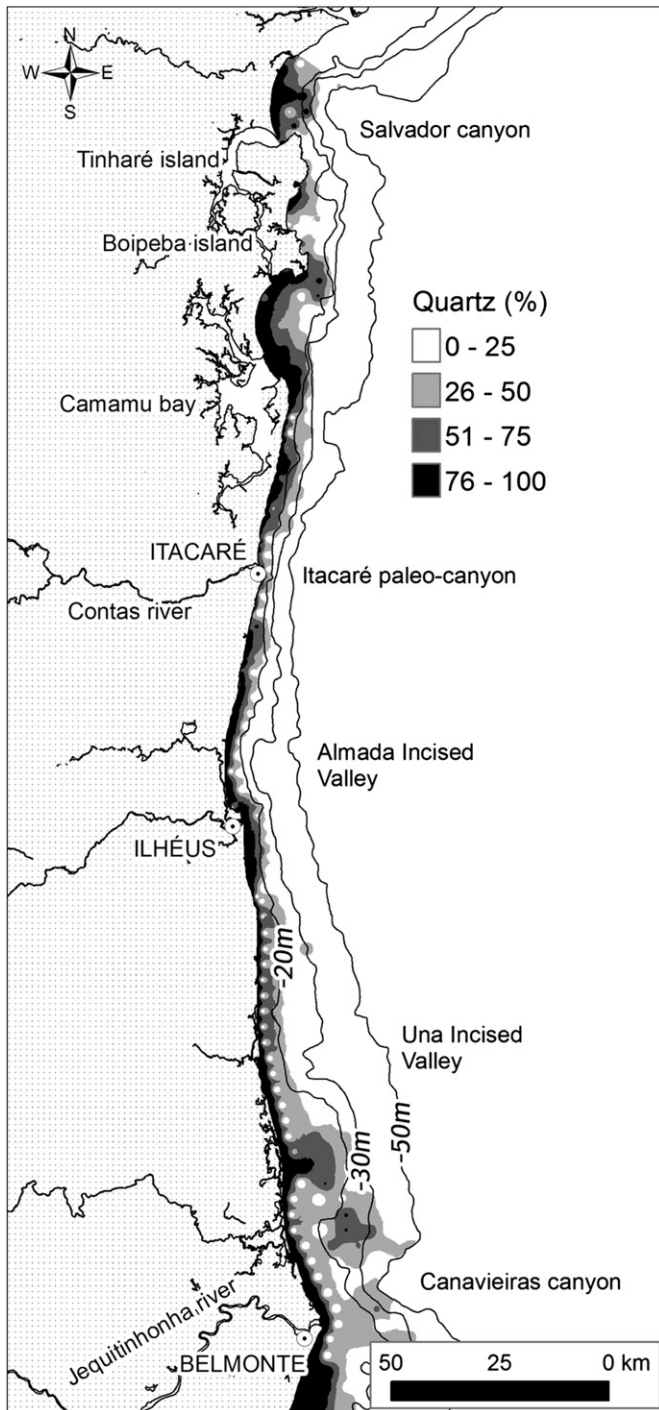 N
W E
S
Salvador canyon
Tinharé island
Boipeba island
Quartz (%)
0 - 25
26 - 50
51 - 75
76 - 100
Camamu bay
ITACARÉ
Itacaré paleo-canyon
Contas river
Almada Incised
Valley
ILHÉUS
-20m
Una Incised
Valley
-30m
-50m
Canavieiras canyon
Jequitinhonha river
BELMONTE
50 25 0 km